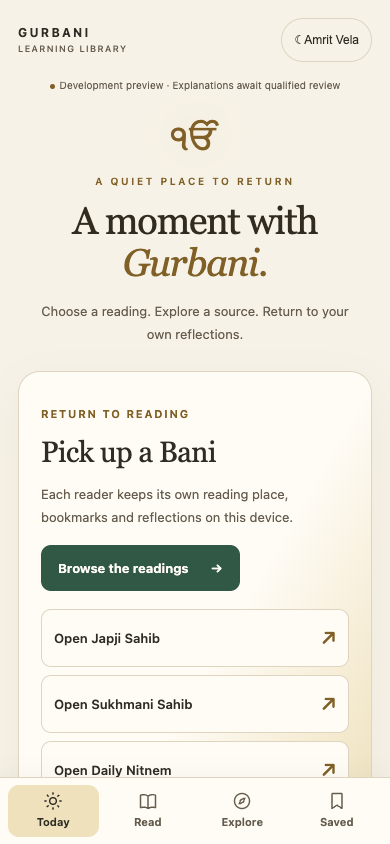 GURBANI
LEARNING LIBRARY
☾ Amrit Vela
Development preview · Explanations await qualified review
ੴ
A QUIET PLACE TO RETURN
A moment with
Gurbani.
Choose a reading. Explore a source. Return to your
own reflections.
RETURN TO READING
Pick up a Bani
Each reader keeps its own reading place,
bookmarks and reflections on this device.
Browse the readings →
Open Japji Sahib ↗
Open Sukhmani Sahib ↗
Open Daily Nitnem ↗
Today
Read
Explore
Saved